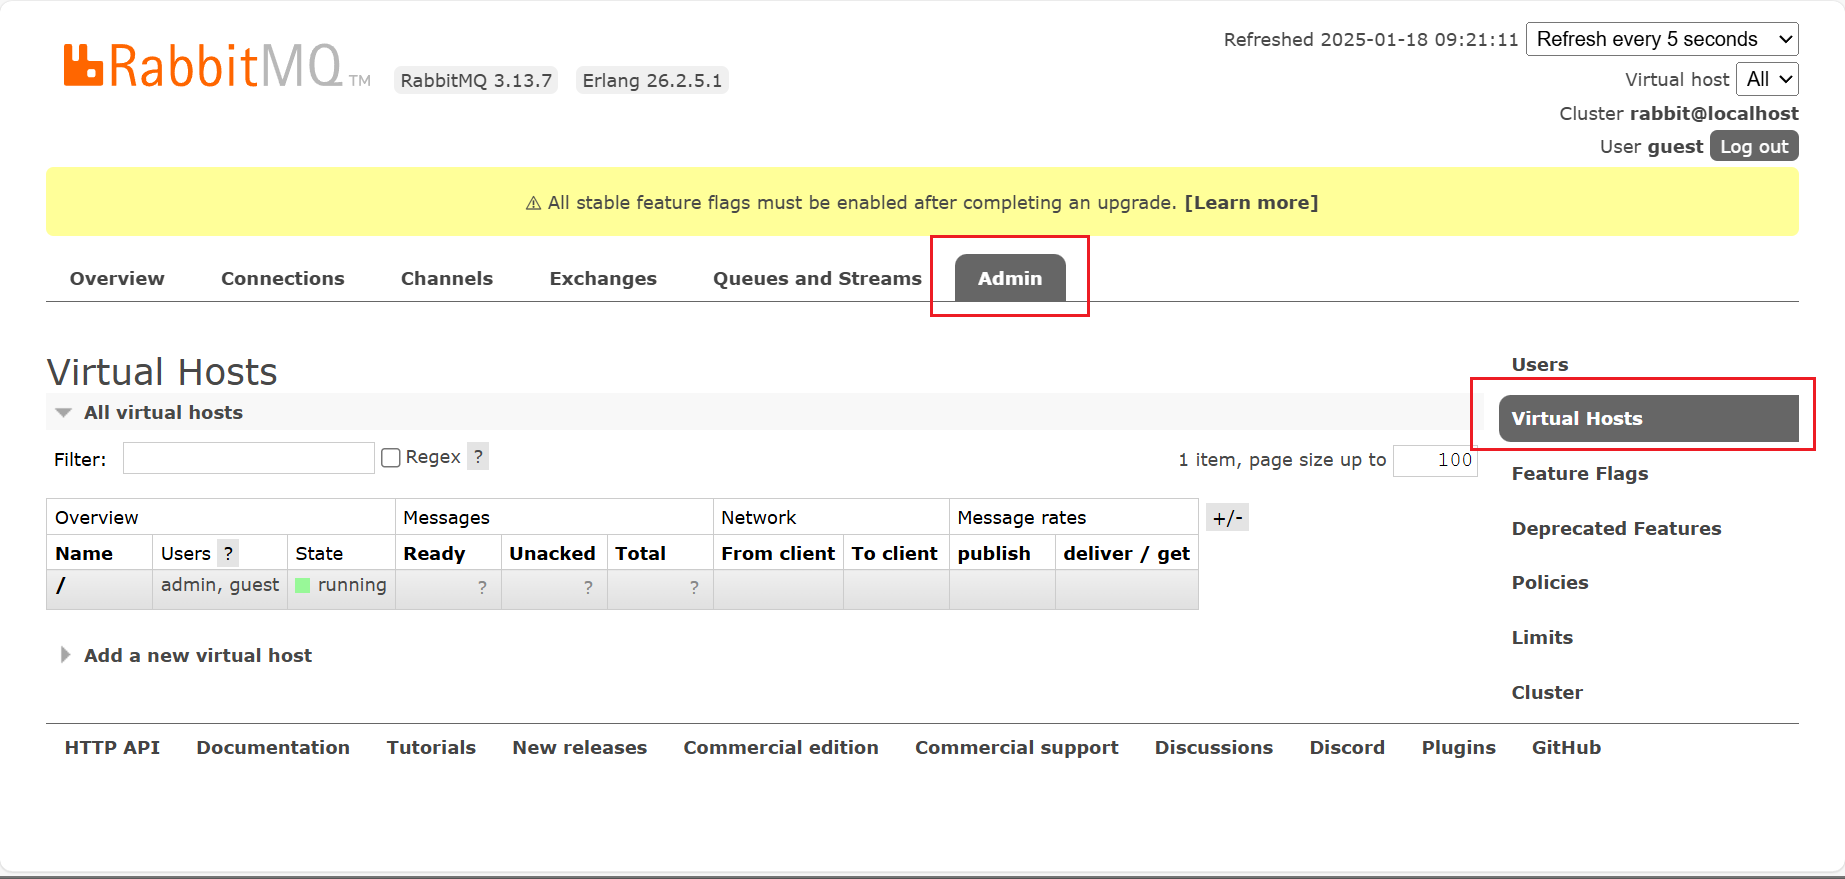 RabbitMQ TM RabbitMQ 3.13.7 Erlang 26.2.5.1
Refreshed 2025-01-18 09:21:11 Refresh every 5 seconds
Virtual host All
Cluster rabbit@localhost
User guest Log out
⚠ All stable feature flags must be enabled after completing an upgrade. [Learn more]
Overview Connections Channels Exchanges Queues and Streams Admin
Virtual Hosts
All virtual hosts
Filter: Regex ? 1 item, page size up to 100
Overview Messages Network Message rates +/-
Name Users ? State Ready Unacked Total From client To client publish deliver / get
/ admin, guest running ? ? ?
Add a new virtual host
Users
Virtual Hosts
Feature Flags
Deprecated Features
Policies
Limits
Cluster
HTTP API Documentation Tutorials New releases Commercial edition Commercial support Discussions Discord Plugins GitHub